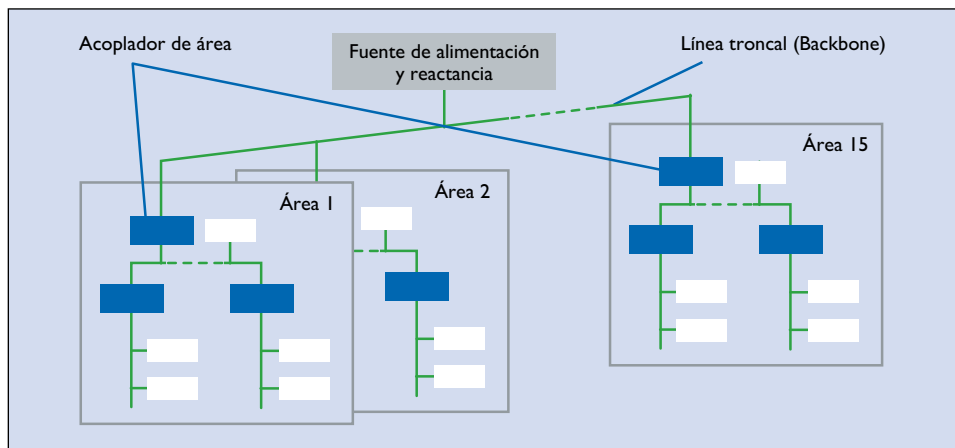 Acoplador de área
Fuente de alimentación
y reactancia
Línea troncal (Backbone)
Área 1
Área 2
Área 15